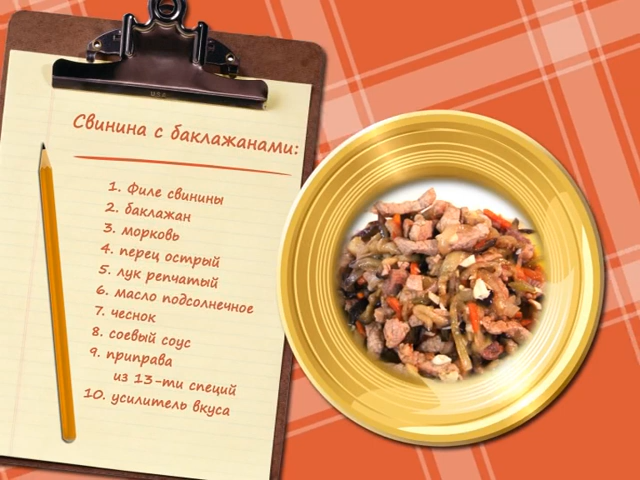 Свинина с баклажанами:
1. Филе свинины
2. баклажан
3. морковь
4. перец острый
5. лук репчатый
6. масло подсолнечное
7. чеснок
8. соевый соус
9. приправа
из 13-ти специй
10. усилитель вкуса